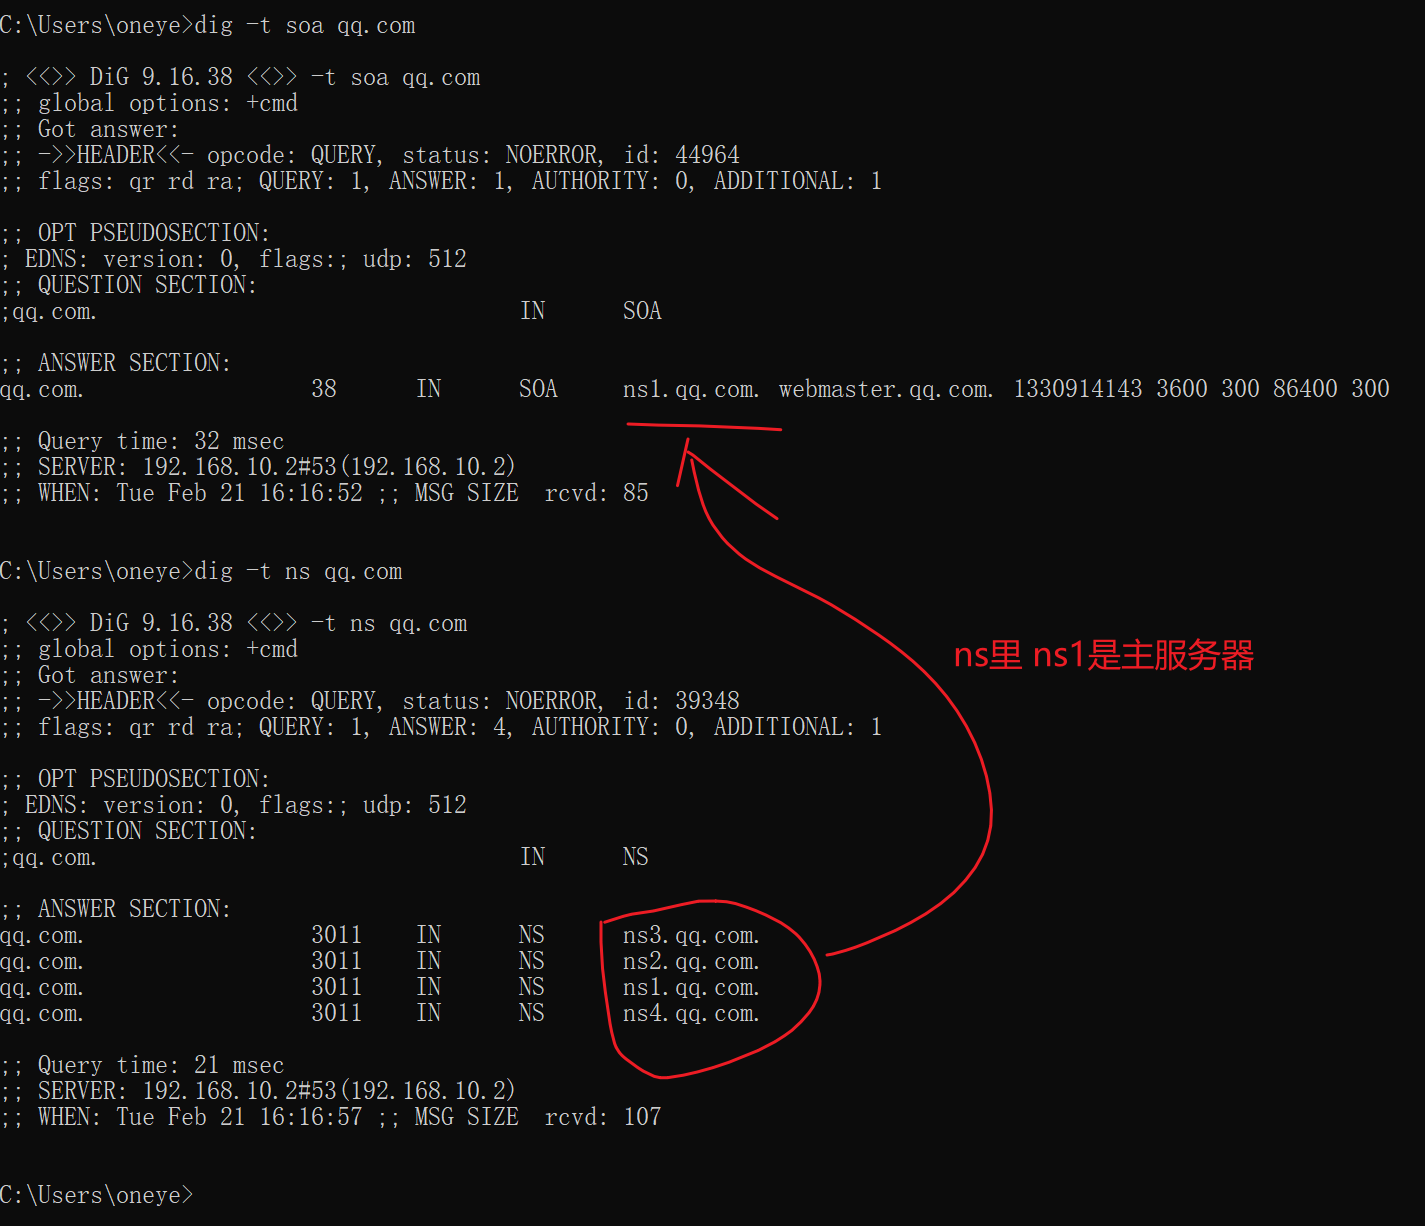 C:\Users\oneye>dig -t soa qq.com
; <<>> DiG 9.16.38 <<>> -t soa qq.com
;; global options: +cmd
;; Got answer:
;; ->>HEADER<<- opcode: QUERY, status: NOERROR, id: 44964
;; flags: qr rd ra; QUERY: 1, ANSWER: 1, AUTHORITY: 0, ADDITIONAL: 1
;; OPT PSEUDOSECTION:
; EDNS: version: 0, flags:; udp: 512
;; QUESTION SECTION:
;qq.com. IN SOA
;; ANSWER SECTION:
qq.com. 38 IN SOA ns1.qq.com. webmaster.qq.com. 1330914143 3600 300 86400 300
;; Query time: 32 msec
;; SERVER: 192.168.10.2#53(192.168.10.2)
;; WHEN: Tue Feb 21 16:16:52 ;; MSG SIZE rcvd: 85
C:\Users\oneye>dig -t ns qq.com
; <<>> DiG 9.16.38 <<>> -t ns qq.com
;; global options: +cmd
ns里 ns1是主服务器
;; Got answer:
;; ->>HEADER<<- opcode: QUERY, status: NOERROR, id: 39348
;; flags: qr rd ra; QUERY: 1, ANSWER: 4, AUTHORITY: 0, ADDITIONAL: 1
;; OPT PSEUDOSECTION:
; EDNS: version: 0, flags:; udp: 512
;; QUESTION SECTION:
;qq.com. IN NS
;; ANSWER SECTION:
qq.com. 3011 IN NS ns3.qq.com.
qq.com. 3011 IN NS ns2.qq.com.
qq.com. 3011 IN NS ns1.qq.com.
qq.com. 3011 IN NS ns4.qq.com.
;; Query time: 21 msec
;; SERVER: 192.168.10.2#53(192.168.10.2)
;; WHEN: Tue Feb 21 16:16:57 ;; MSG SIZE rcvd: 107
C:\Users\oneye>